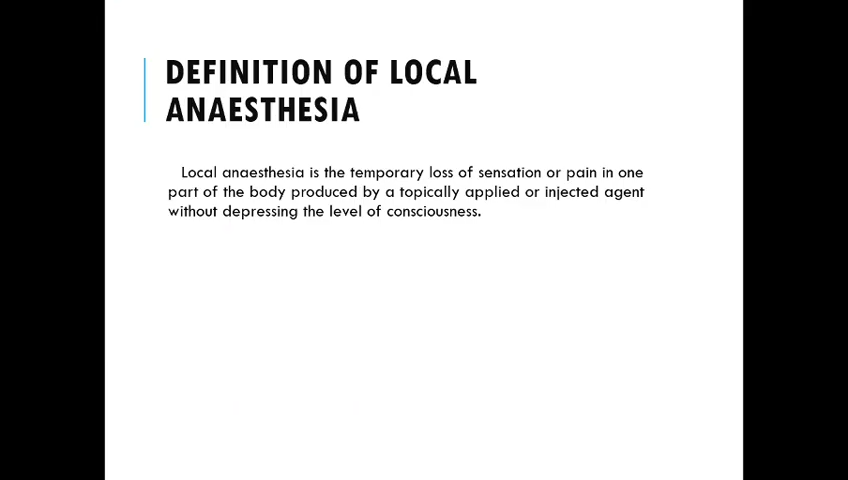 DEFINITION OF LOCAL
ANAESTHESIA
Local anaesthesia is the temporary loss of sensation or pain in one
part of the body produced by a topically applied or injected agent
without depressing the level of consciousness.